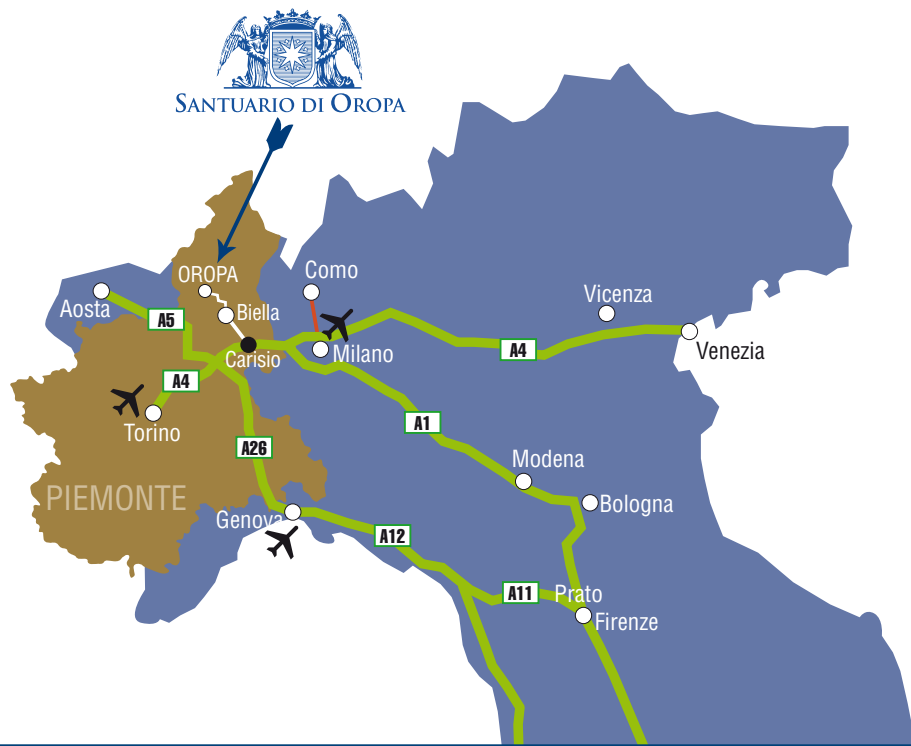 SANTUARIO DI OROPA
OROPA
Como
Aosta
Biella
Vicenza
A5
Carisio
Milano
A4
Venezia
A4
Torino
A1
A26
Modena
PIEMONTE
Bologna
Genova
A12
A11
Prato
Firenze